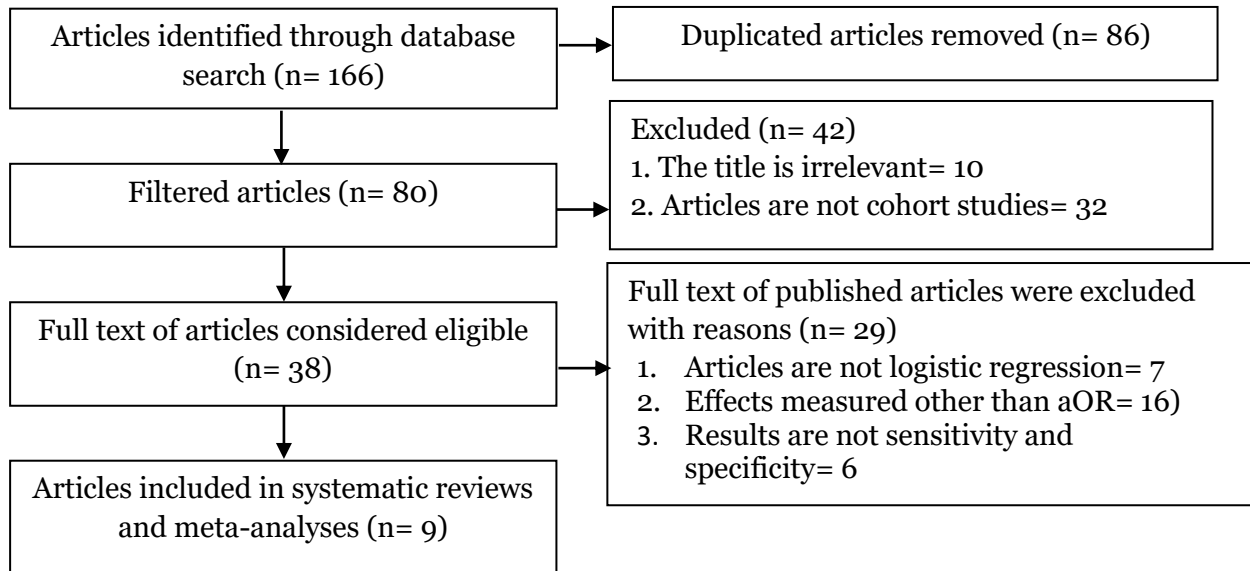 Articles identified through database
search (n= 166)
Duplicated articles removed (n= 86)
Filtered articles (n= 80)
Excluded (n= 42)
1. The title is irrelevant= 10
2. Articles are not cohort studies= 32
Full text of articles considered eligible
(n= 38)
Full text of published articles were excluded
with reasons (n= 29)
1. Articles are not logistic regression= 7
2. Effects measured other than aOR= 16)
3. Results are not sensitivity and
specificity= 6
Articles included in systematic reviews
and meta-analyses (n= 9)